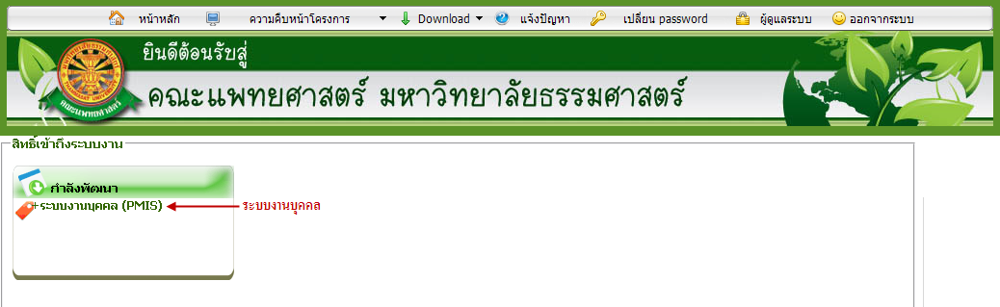 หน้าหลัก ความคืบหน้าโครงการ Download แจ้งปัญหา เปลี่ยน password ผู้ดูแลระบบ ออกจากระบบ
ยินดีต้อนรับสู่
คณะแพทยศาสตร์ มหาวิทยาลัยธรรมศาสตร์
คณะแพทยศาสตร์
สิทธิ์เข้าถึงระบบงาน
กำลังพัฒนา
+ระบบงานบุคคล (PMIS) ระบบงานบุคคล